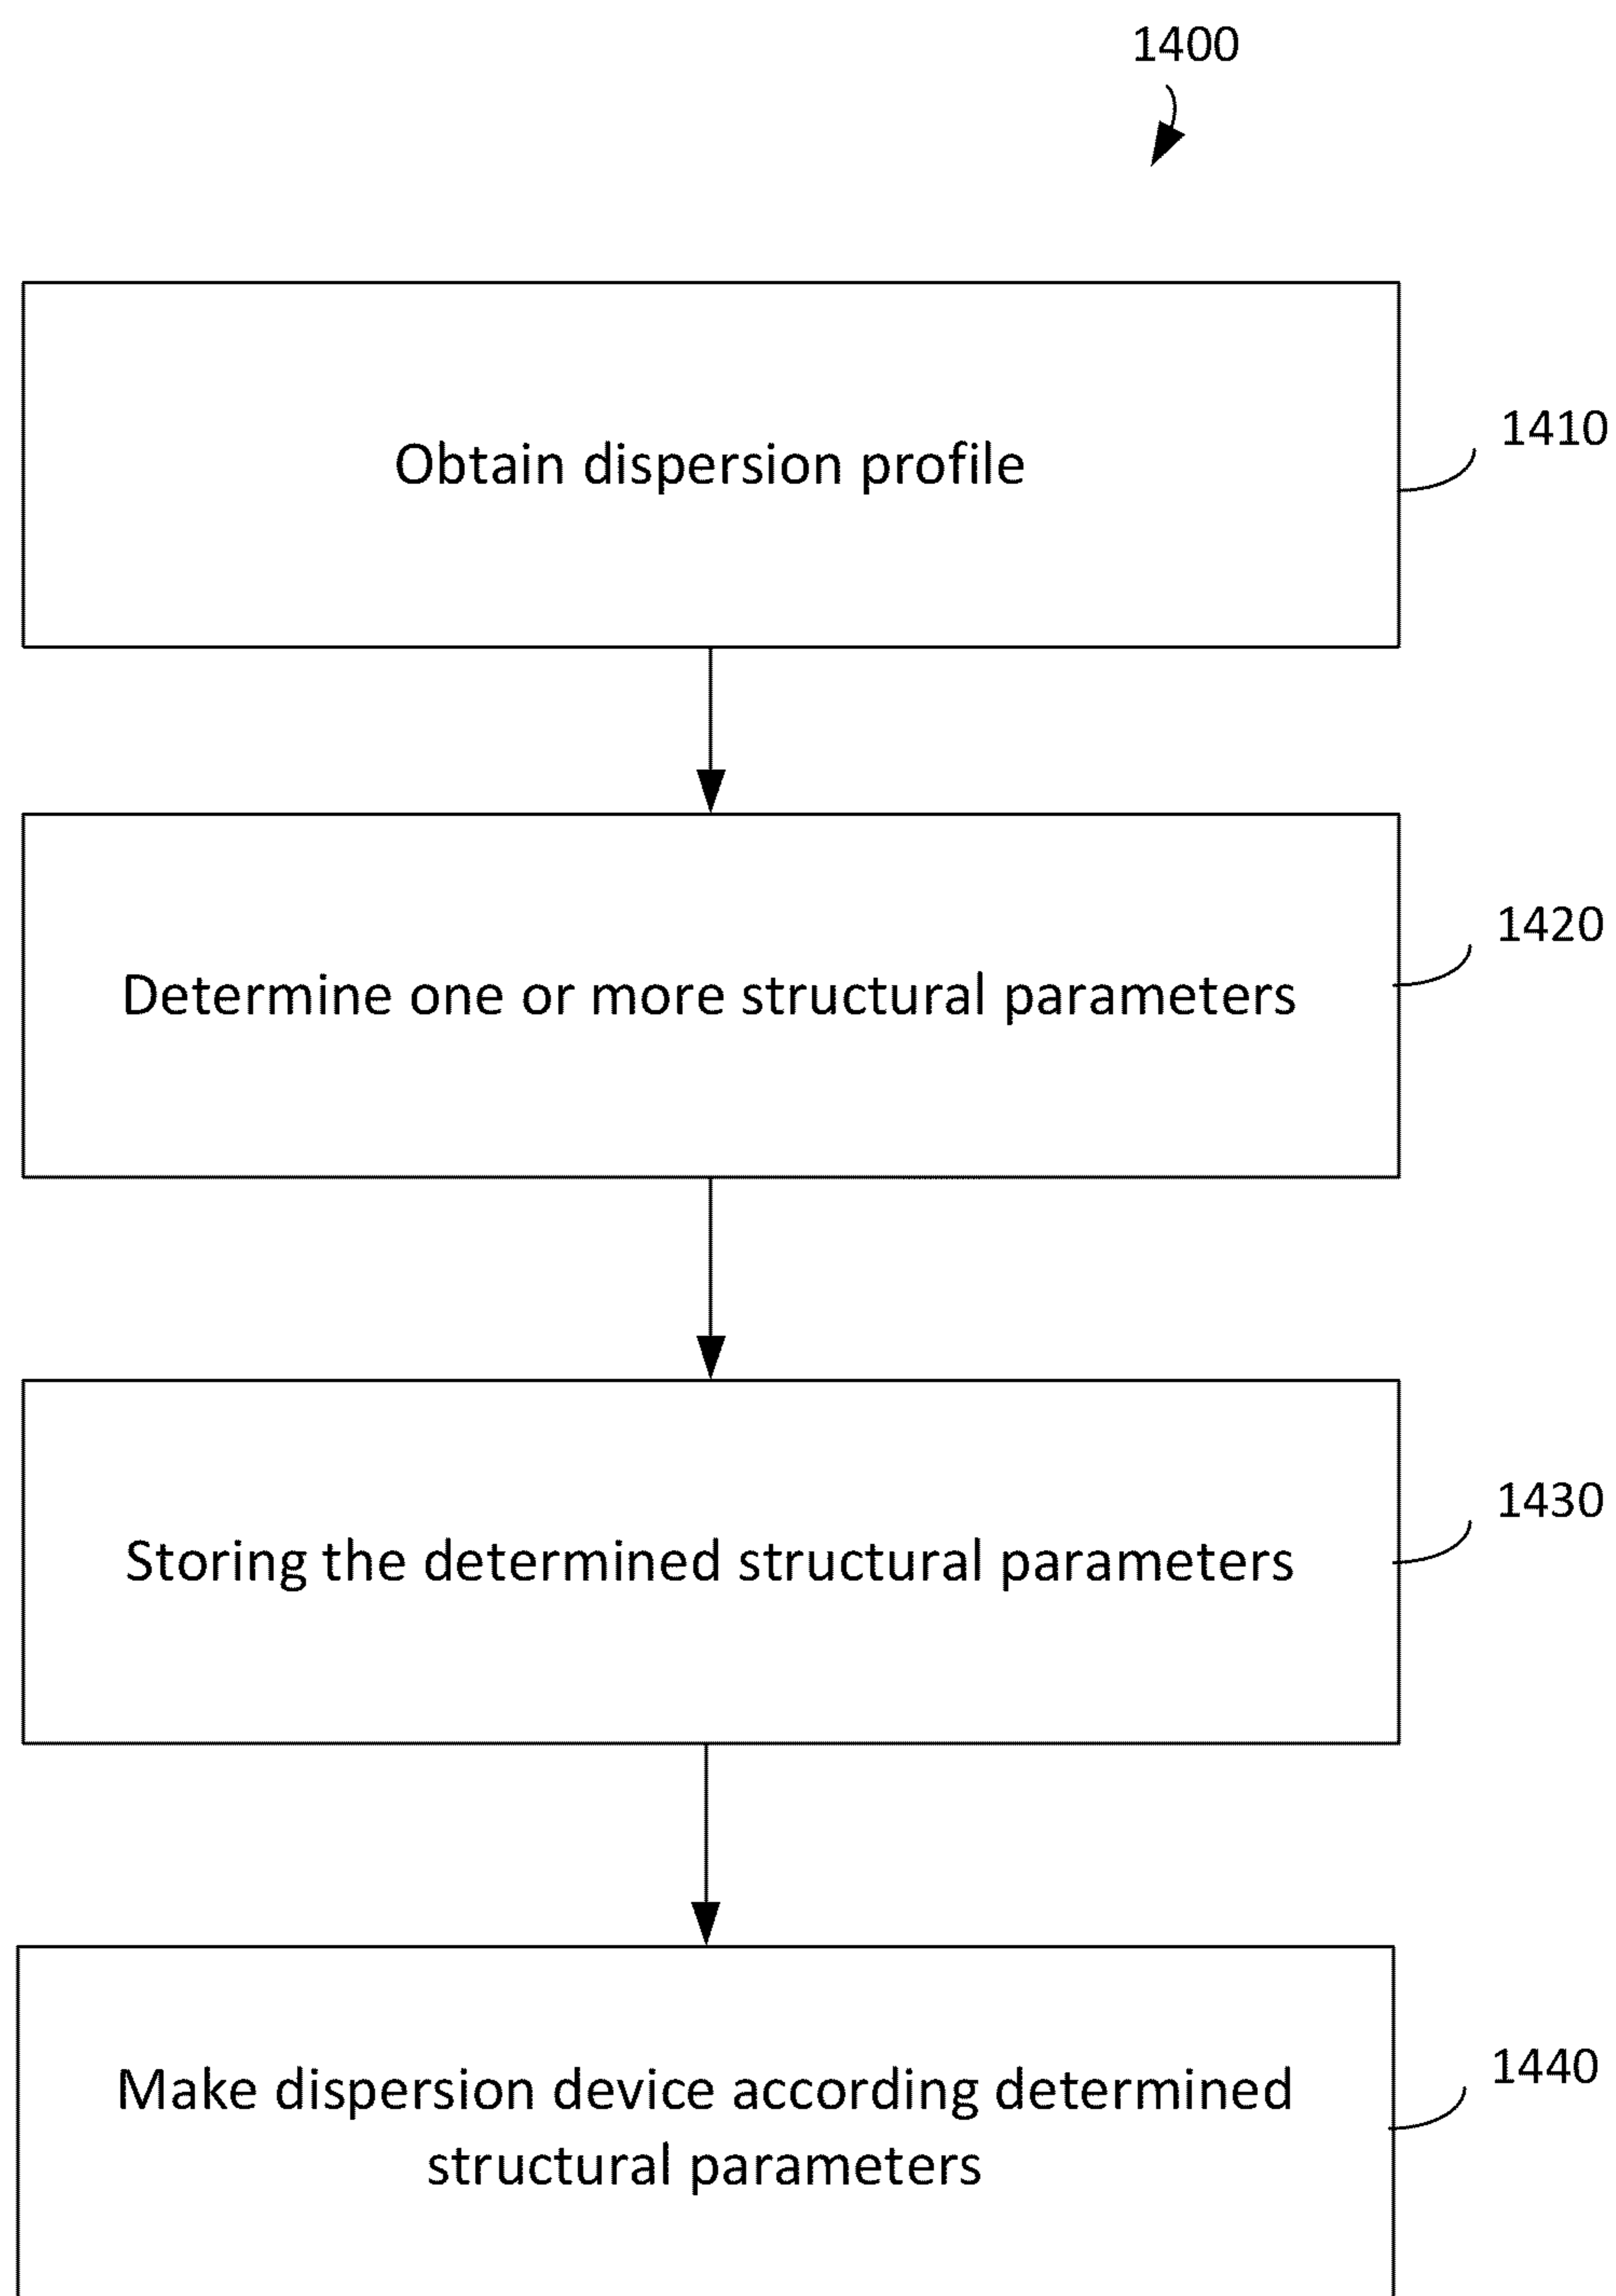 1400
Obtain dispersion profile
1410
Determine one or more structural parameters
1420
Storing the determined structural parameters
1430
Make dispersion device according determined
structural parameters
1440